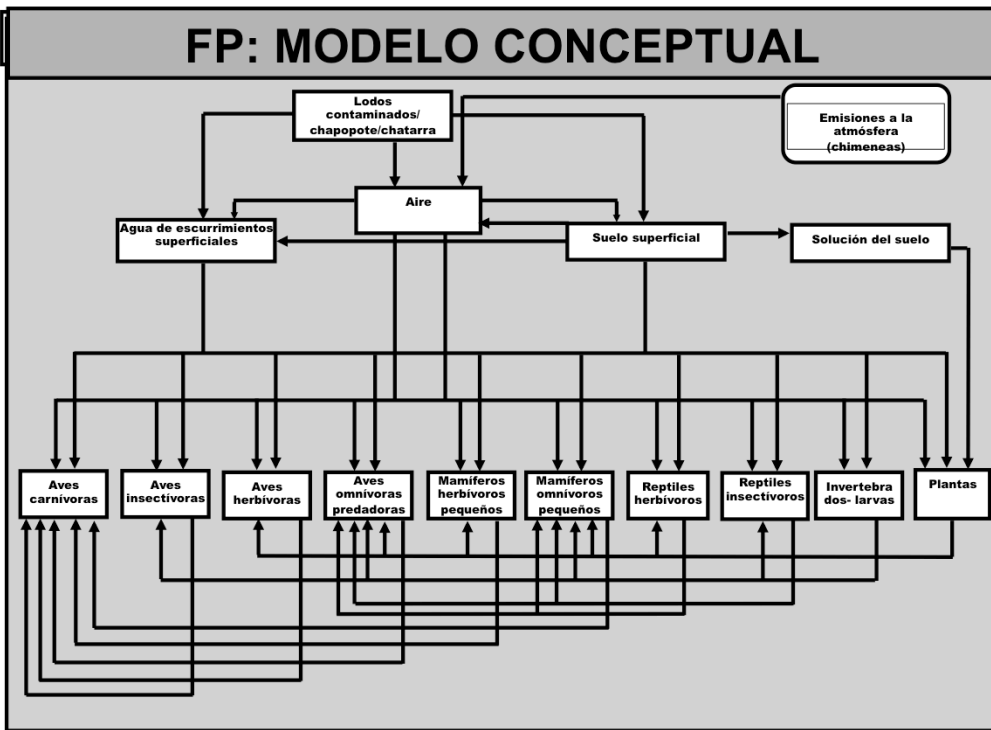 FP: MODELO CONCEPTUAL
Lodos
contaminados/
chapopote/chatarra
Emisiones a la
atmósfera
(chimeneas)
Aire
Agua de escurrimientos
superficiales
Suelo superficial
Solución del suelo
Aves
carnívoras
Aves
insectívoras
Aves
herbívoras
Aves
omnívoras
predadoras
Mamíferos
herbívoros
pequeños
Mamíferos
omnívoros
pequeños
Reptiles
herbívoros
Reptiles
insectívoros
Invertebra
dos- larvas
Plantas